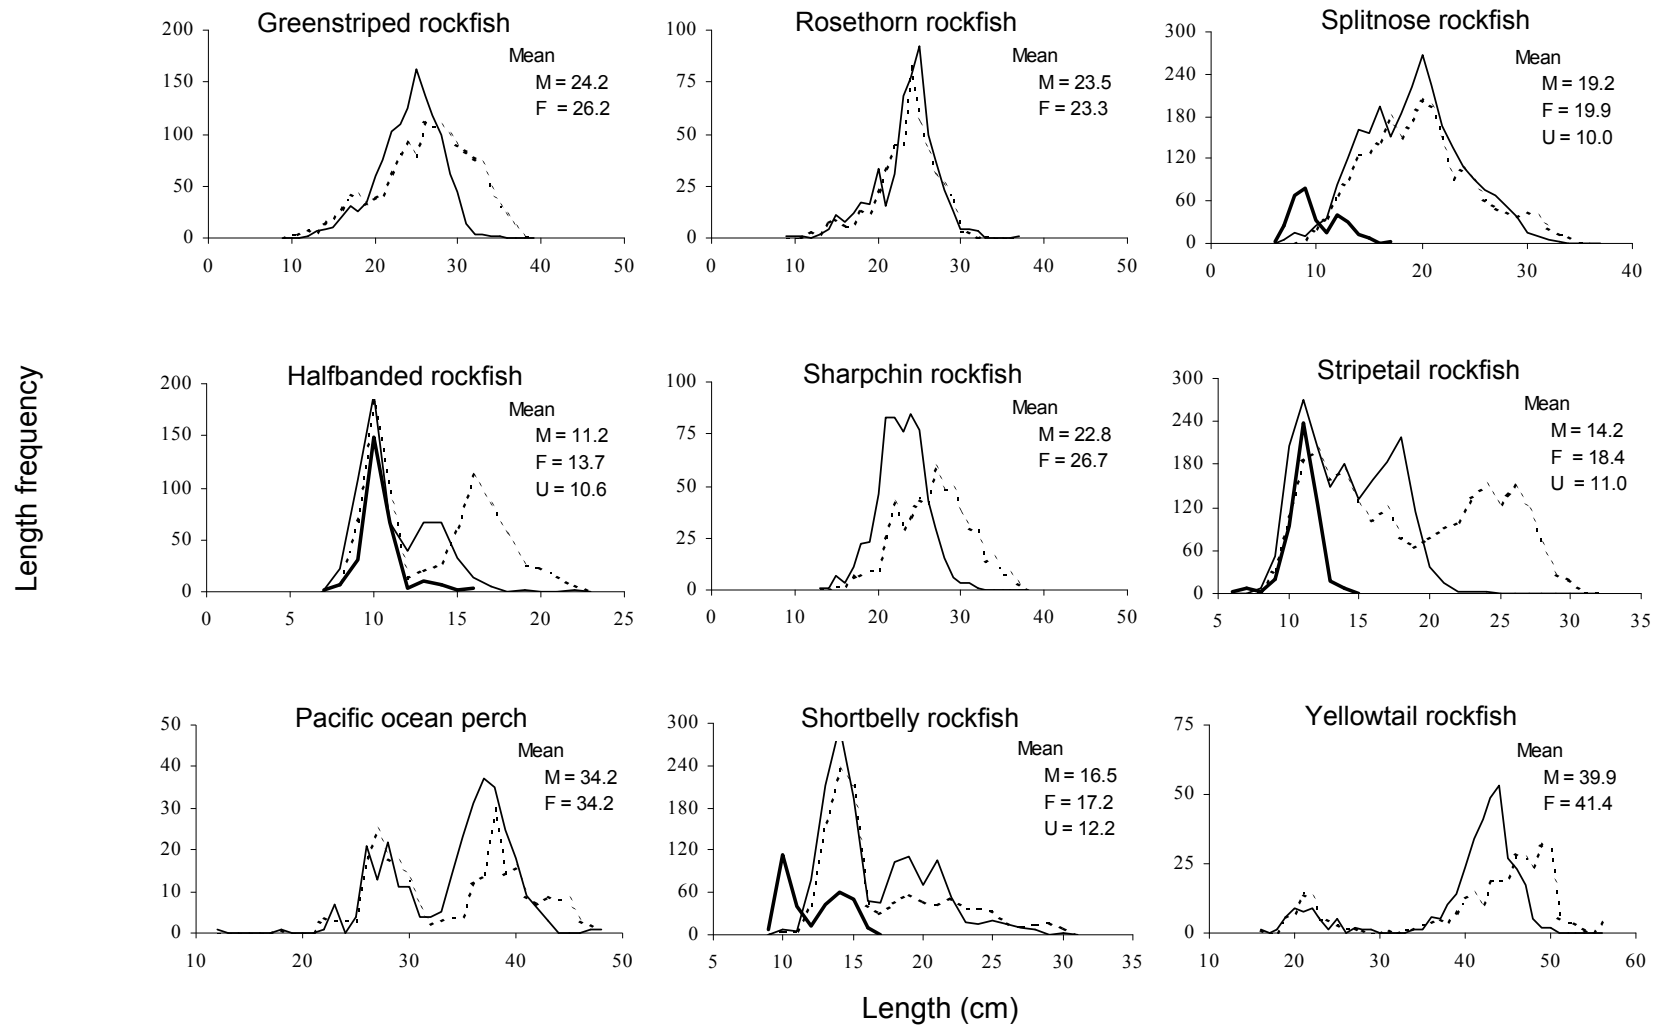 Greenstriped rockfish
Mean
M = 24.2
F = 26.2
200
150
100
50
0
0 10 20 30 40 50
Rosethorn rockfish
Mean
M = 23.5
F = 23.3
100
75
50
25
0
0 10 20 30 40 50
Splitnose rockfish
Mean
M = 19.2
F = 19.9
U = 10.0
300
240
180
120
60
0
0 10 20 30 40
Length frequency
Halfbanded rockfish
Mean
M = 11.2
F = 13.7
U = 10.6
200
150
100
50
0
0 5 10 15 20 25
Sharpchin rockfish
Mean
M = 22.8
F = 26.7
100
75
50
25
0
0 10 20 30 40 50
Stripetail rockfish
Mean
M = 14.2
F = 18.4
U = 11.0
300
240
180
120
60
0
5 10 15 20 25 30 35
Pacific ocean perch
Mean
M = 34.2
F = 34.2
50
40
30
20
10
0
10 20 30 40 50
Shortbelly rockfish
Mean
M = 16.5
F = 17.2
U = 12.2
300
240
180
120
60
0
5 10 15 20 25 30 35
Yellowtail rockfish
Mean
M = 39.9
F = 41.4
75
50
25
0
10 20 30 40 50 60
Length (cm)